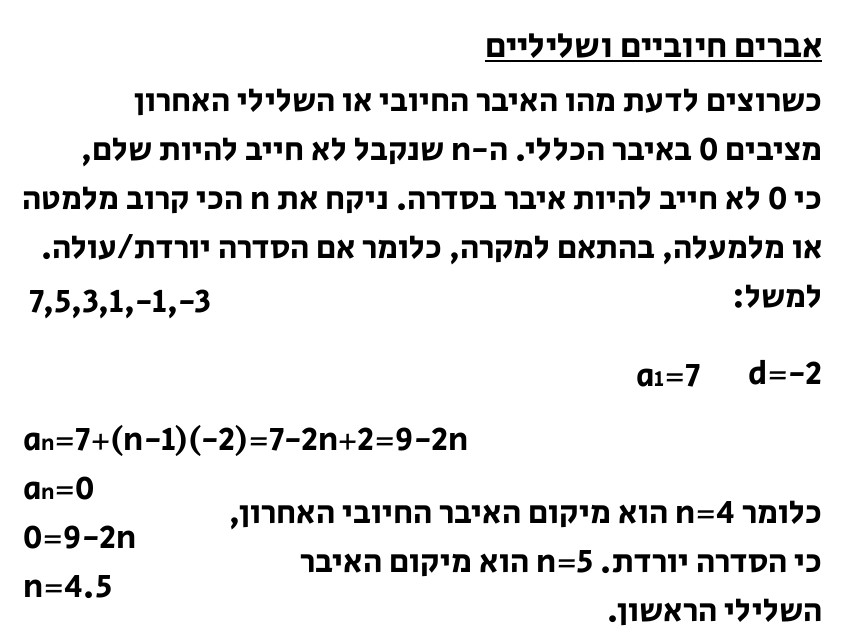 אברים חיוביים ושליליים
כשרוצים לדעת מהו האיבר החיובי או השלילי האחרון
מציבים 0 באיבר הכללי. ה-n שנקבל לא חייב להיות שלם,
כי 0 לא חייב להיות איבר בסדרה. ניקח את n הכי קרוב מלמטה
או מלמעלה, בהתאם למקרה, כלומר אם הסדרה יורדת/עולה.
למשל: 7,5,3,1,-1,-3
a1=7 d=-2
an=7+(n-1)(-2)=7-2n+2=9-2n
an=0
0=9-2n
n=4.5
כלומר n=4 הוא מיקום האיבר החיובי האחרון,
כי הסדרה יורדת. n=5 הוא מיקום האיבר
השלילי הראשון.